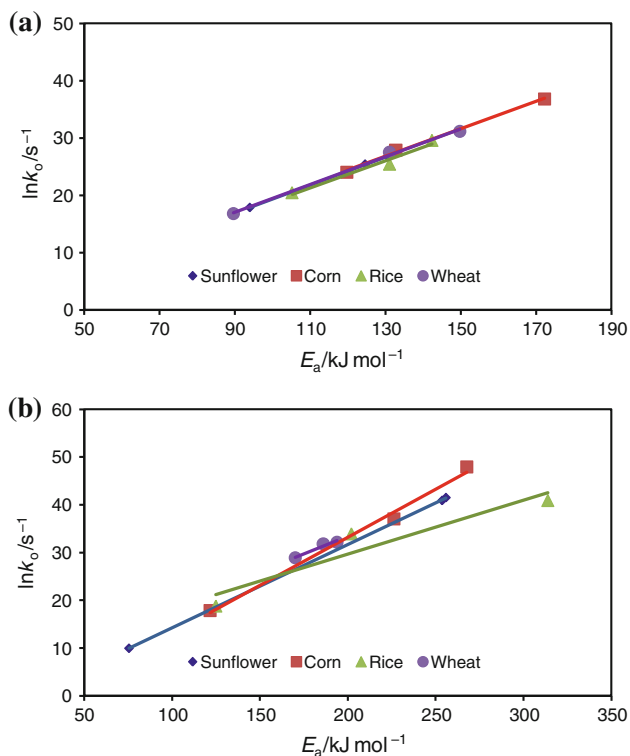 (a)
50
40
30
20
10
0
lnkₒ/s⁻¹
Sunflower Corn Rice Wheat
50 70 90 110 130 150 170 190
Eₐ/kJ mol⁻¹
(b)
60
50
40
30
20
10
0
lnkₒ/s⁻¹
Sunflower Corn Rice Wheat
50 100 150 200 250 300 350
Eₐ/kJ mol⁻¹